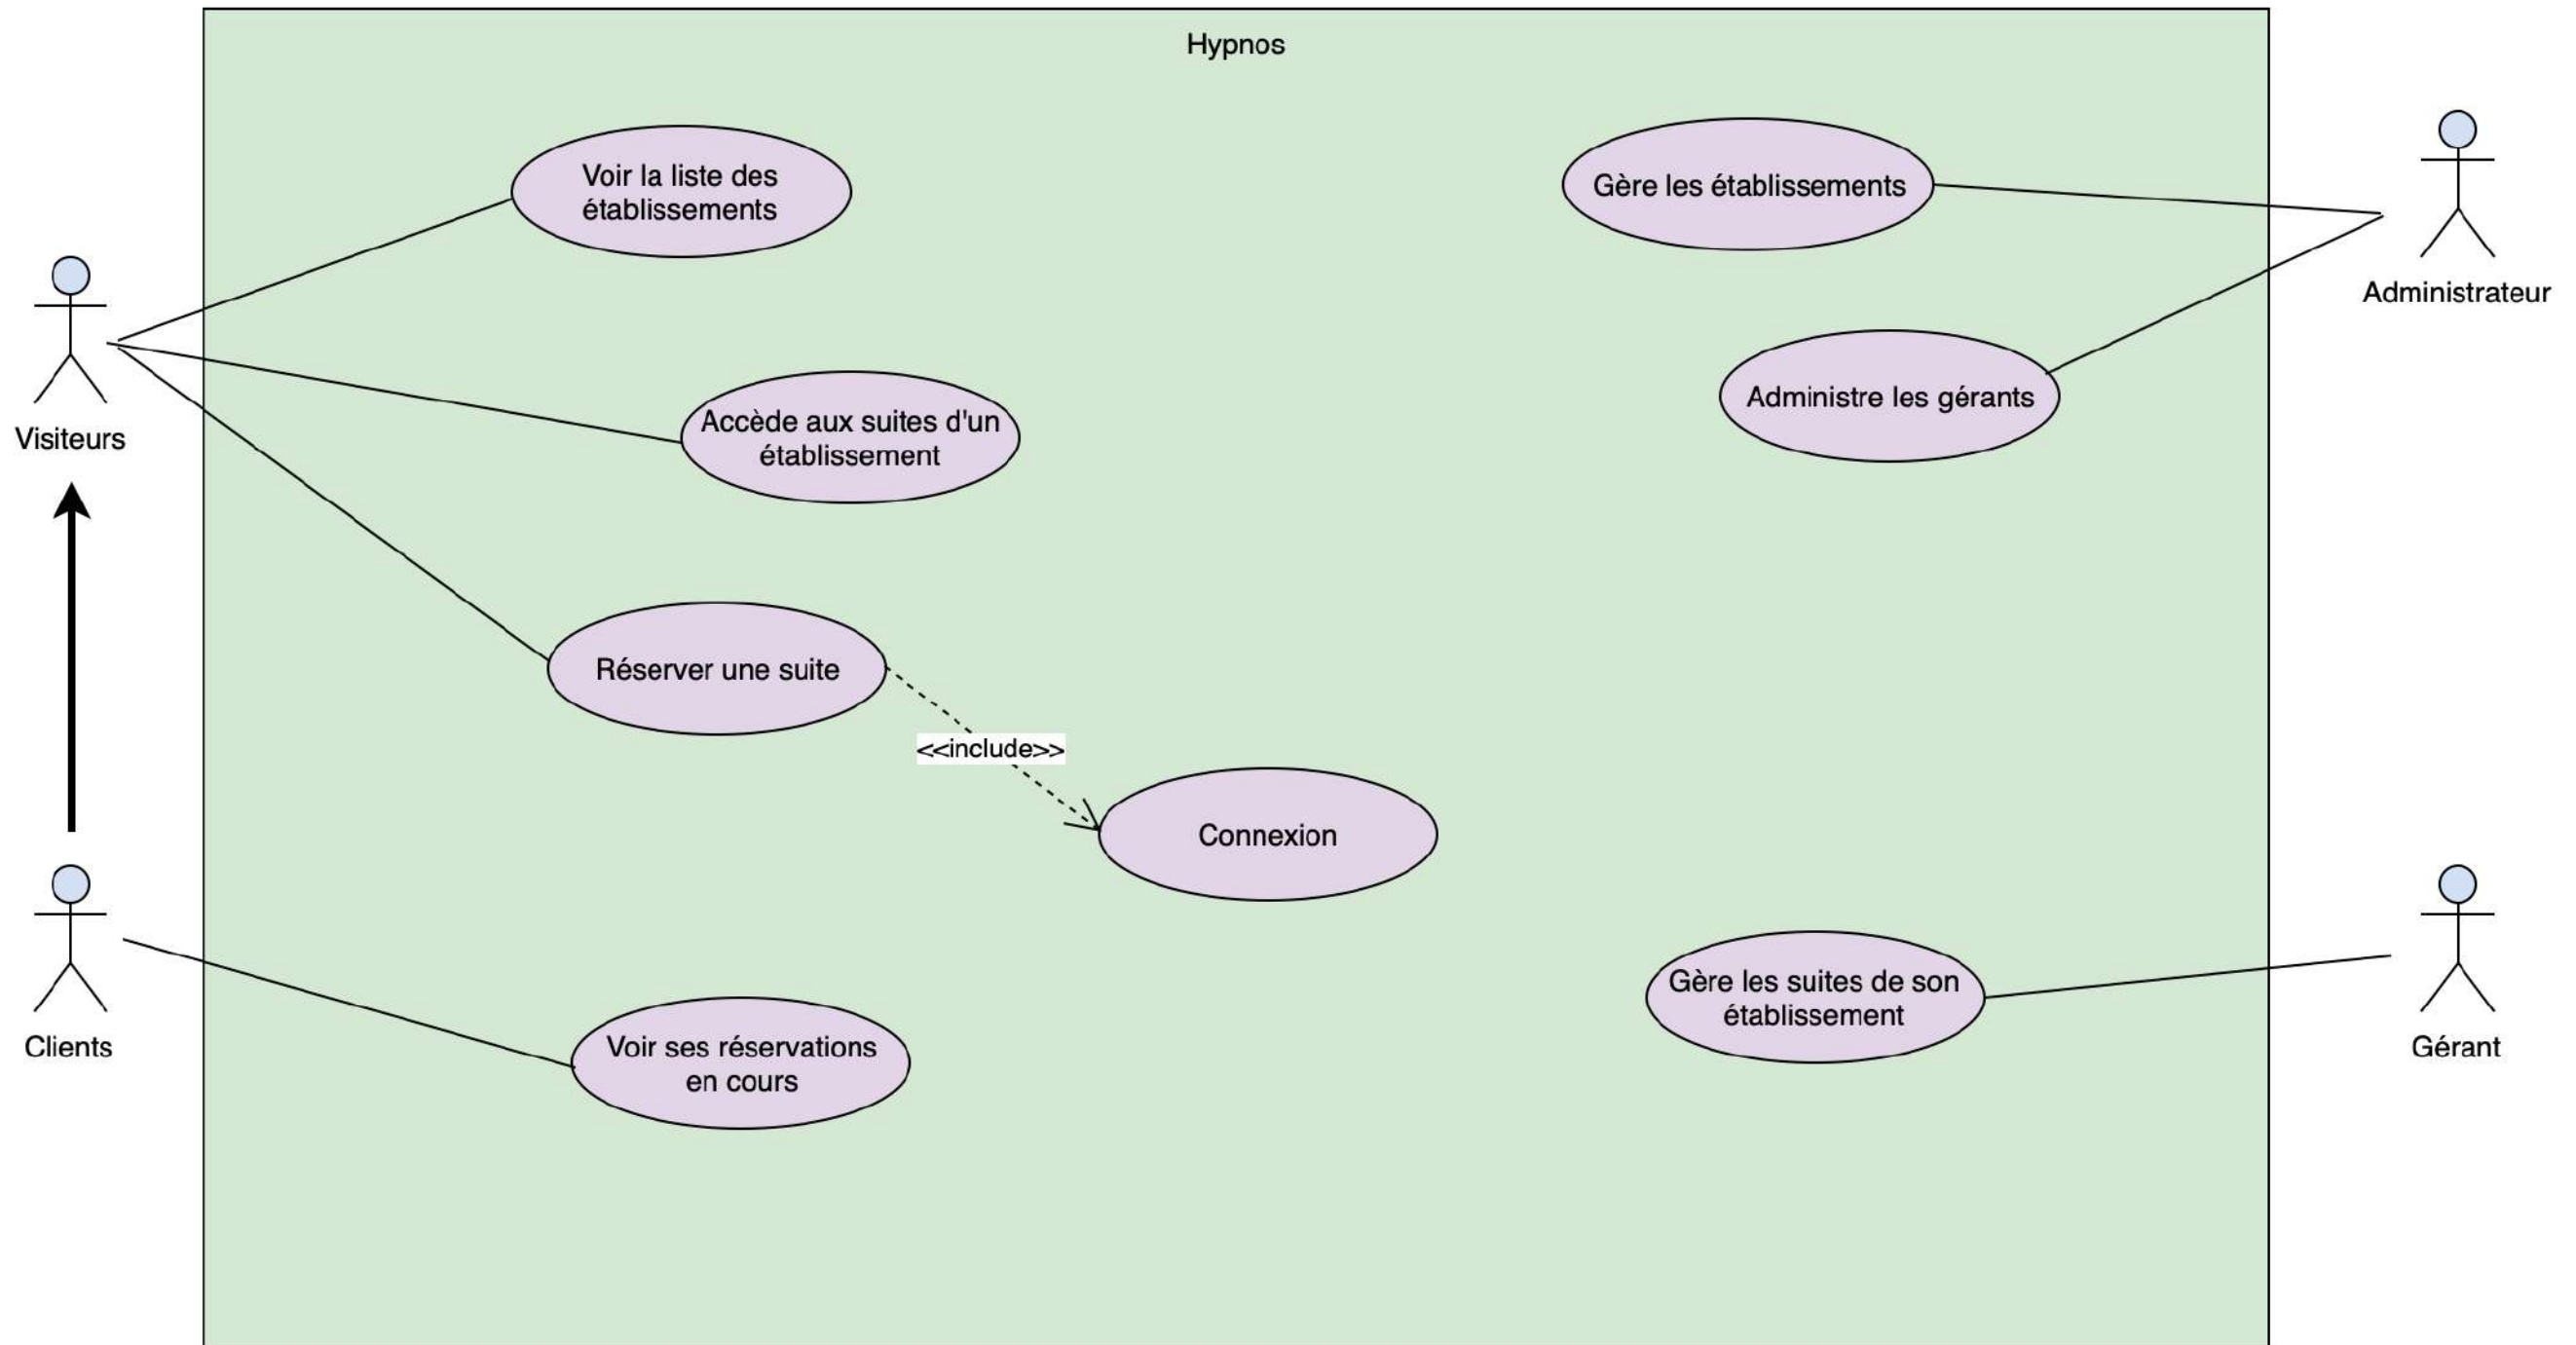 Hypnos
Voir la liste des
établissements
Gère les établissements
Administrateur
Administre les gérants
Visiteurs
Accède aux suites d'un
établissement
Réserver une suite
<<include>>
Connexion
Gère les suites de son
établissement
Clients
Gérant
Voir ses réservations
en cours